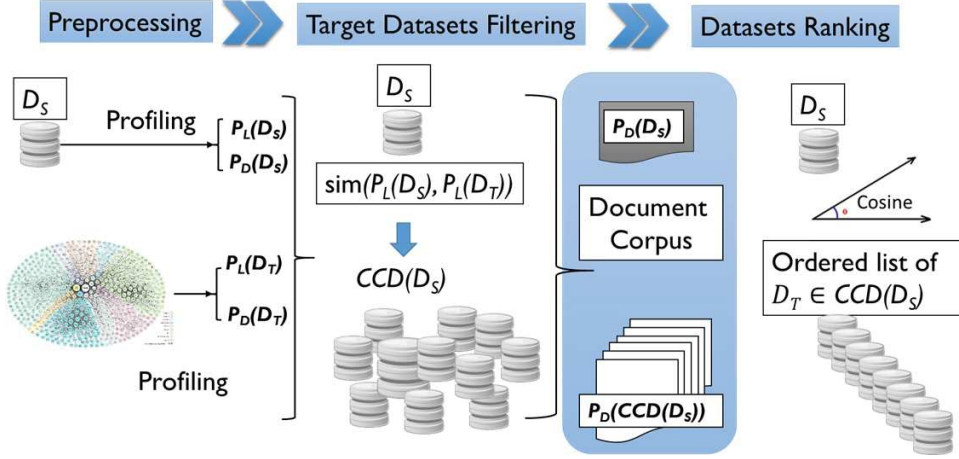 Preprocessing
Target Datasets Filtering
Datasets Ranking
D_S
Profiling
P_L(D_S)
P_D(D_S)
P_L(D_T)
P_D(D_T)
Profiling
D_S
sim(P_L(D_S), P_L(D_T))
CCD(D_S)
P_D(D_S)
Document
Corpus
P_D(CCD(D_S))
D_S
Cosine
θ
Ordered list of
D_T ∈ CCD(D_S)